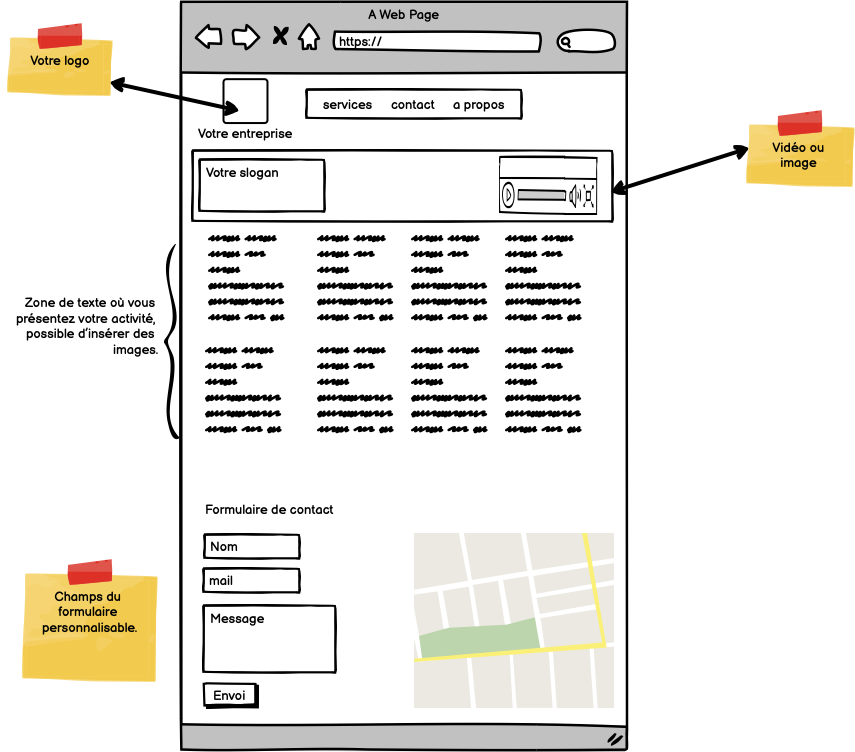 A Web Page
https://
Votre logo
services contact a propos
Votre entreprise
Vidéo ou
image
Votre slogan
Zone de texte où vous
présentez votre activité,
possible d'insérer des
images.
Formulaire de contact
Nom
mail
Message
Champs du
formulaire
personnalisable.
Envoi